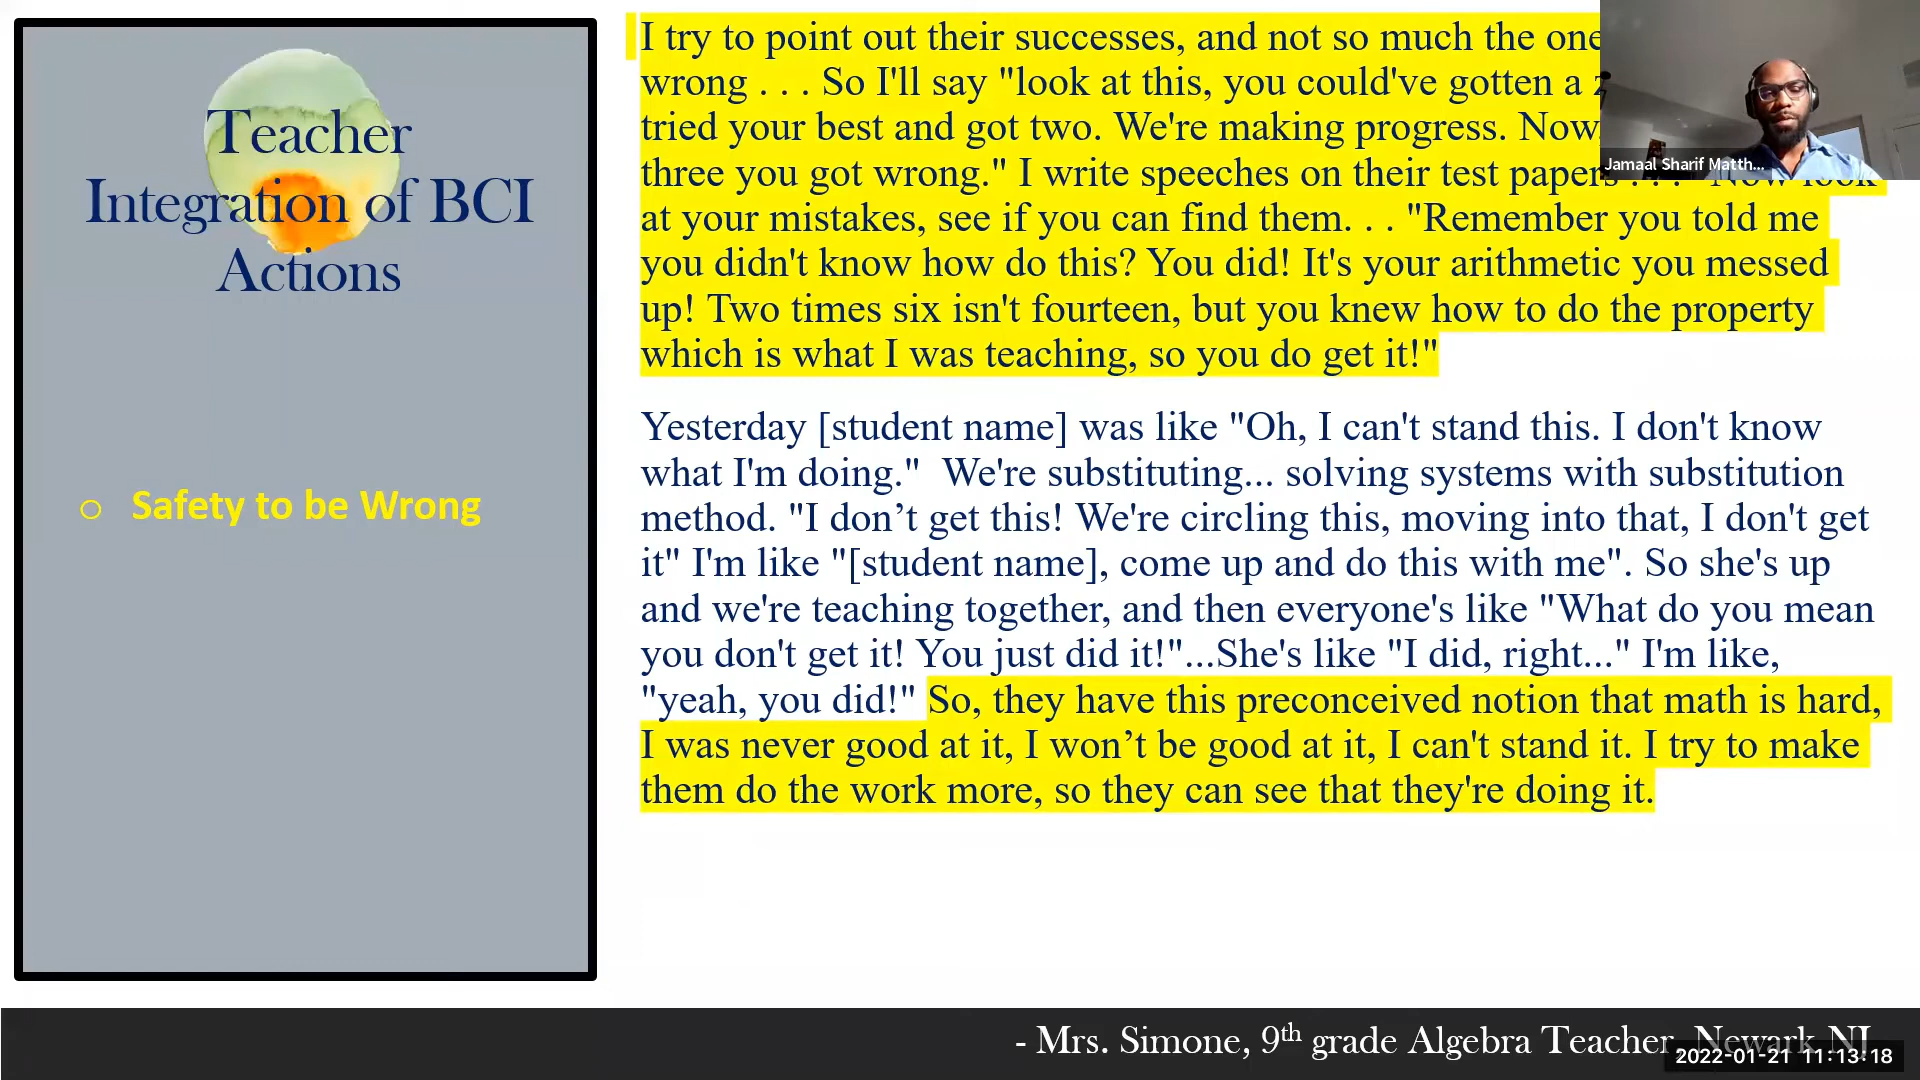 Teacher
Integration of BCI
Actions
o Safety to be Wrong
I try to point out their successes, and not so much the one
wrong . . . So I'll say "look at this, you could've gotten a
tried your best and got two. We're making progress. Now
three you got wrong." I write speeches on their test papers . . . "Now look
at your mistakes, see if you can find them. . . "Remember you told me
you didn't know how do this? You did! It's your arithmetic you messed
up! Two times six isn't fourteen, but you knew how to do the property
which is what I was teaching, so you do get it!"
Yesterday [student name] was like "Oh, I can't stand this. I don't know
what I'm doing."  We're substituting... solving systems with substitution
method. "I don’t get this! We're circling this, moving into that, I don't get
it" I'm like "[student name], come up and do this with me". So she's up
and we're teaching together, and then everyone's like "What do you mean
you don't get it! You just did it!"...She's like "I did, right..." I'm like,
"yeah, you did!" So, they have this preconceived notion that math is hard,
I was never good at it, I won’t be good at it, I can't stand it. I try to make
them do the work more, so they can see that they're doing it.
Jamaal Sharif Matth...
- Mrs. Simone, 9th grade Algebra Teacher, Newark NJ
2022-01-21 11:13:18